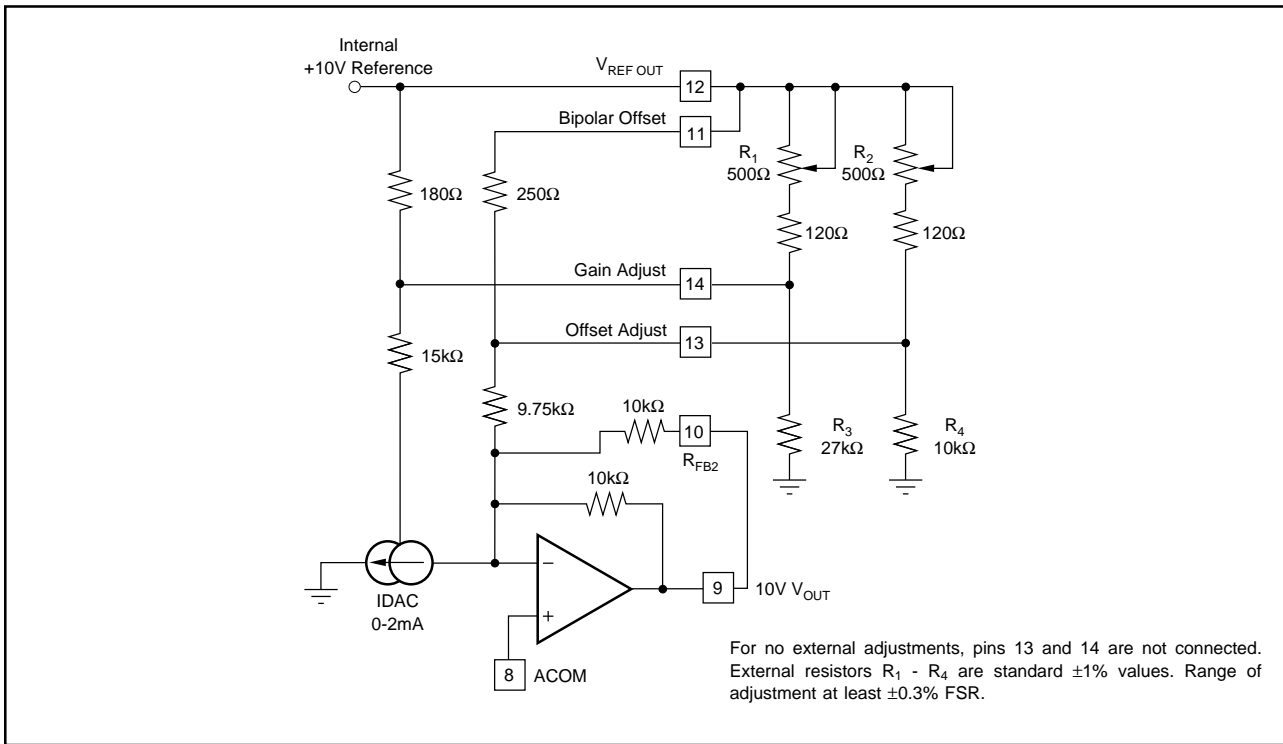 Internal
+10V Reference
V REF OUT
12
Bipolar Offset
11
R1
500Ω
R2
500Ω
180Ω
250Ω
120Ω
120Ω
Gain Adjust
14
Offset Adjust
13
15kΩ
9.75kΩ
10kΩ
10
RFB2
R3
27kΩ
R4
10kΩ
10kΩ
–
+
IDAC
0-2mA
9
10V VOUT
8
ACOM
For no external adjustments, pins 13 and 14 are not connected.
External resistors R1 - R4 are standard ±1% values. Range of
adjustment at least ±0.3% FSR.